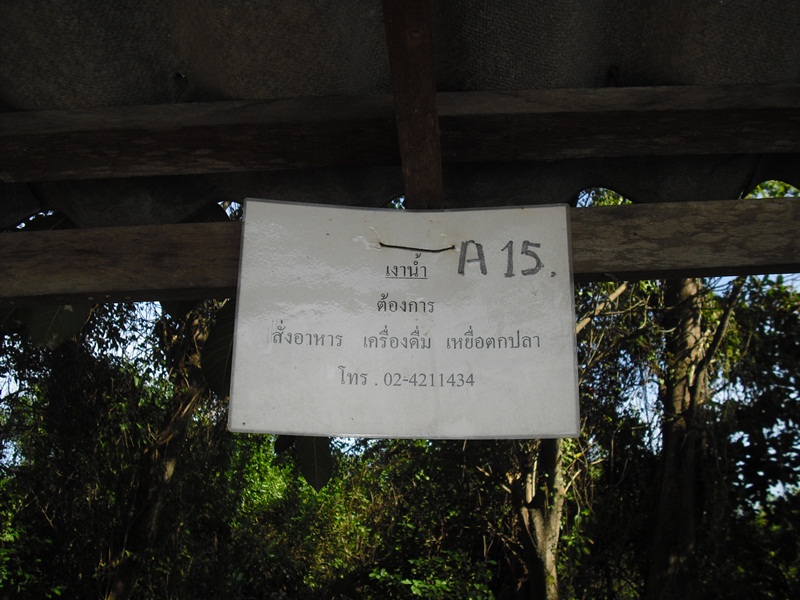 เงาน้ำ A 15.
ต้องการ
สั่งอาหาร เครื่องดื่ม เหยื่อตกปลา
โทร . 02-4211434